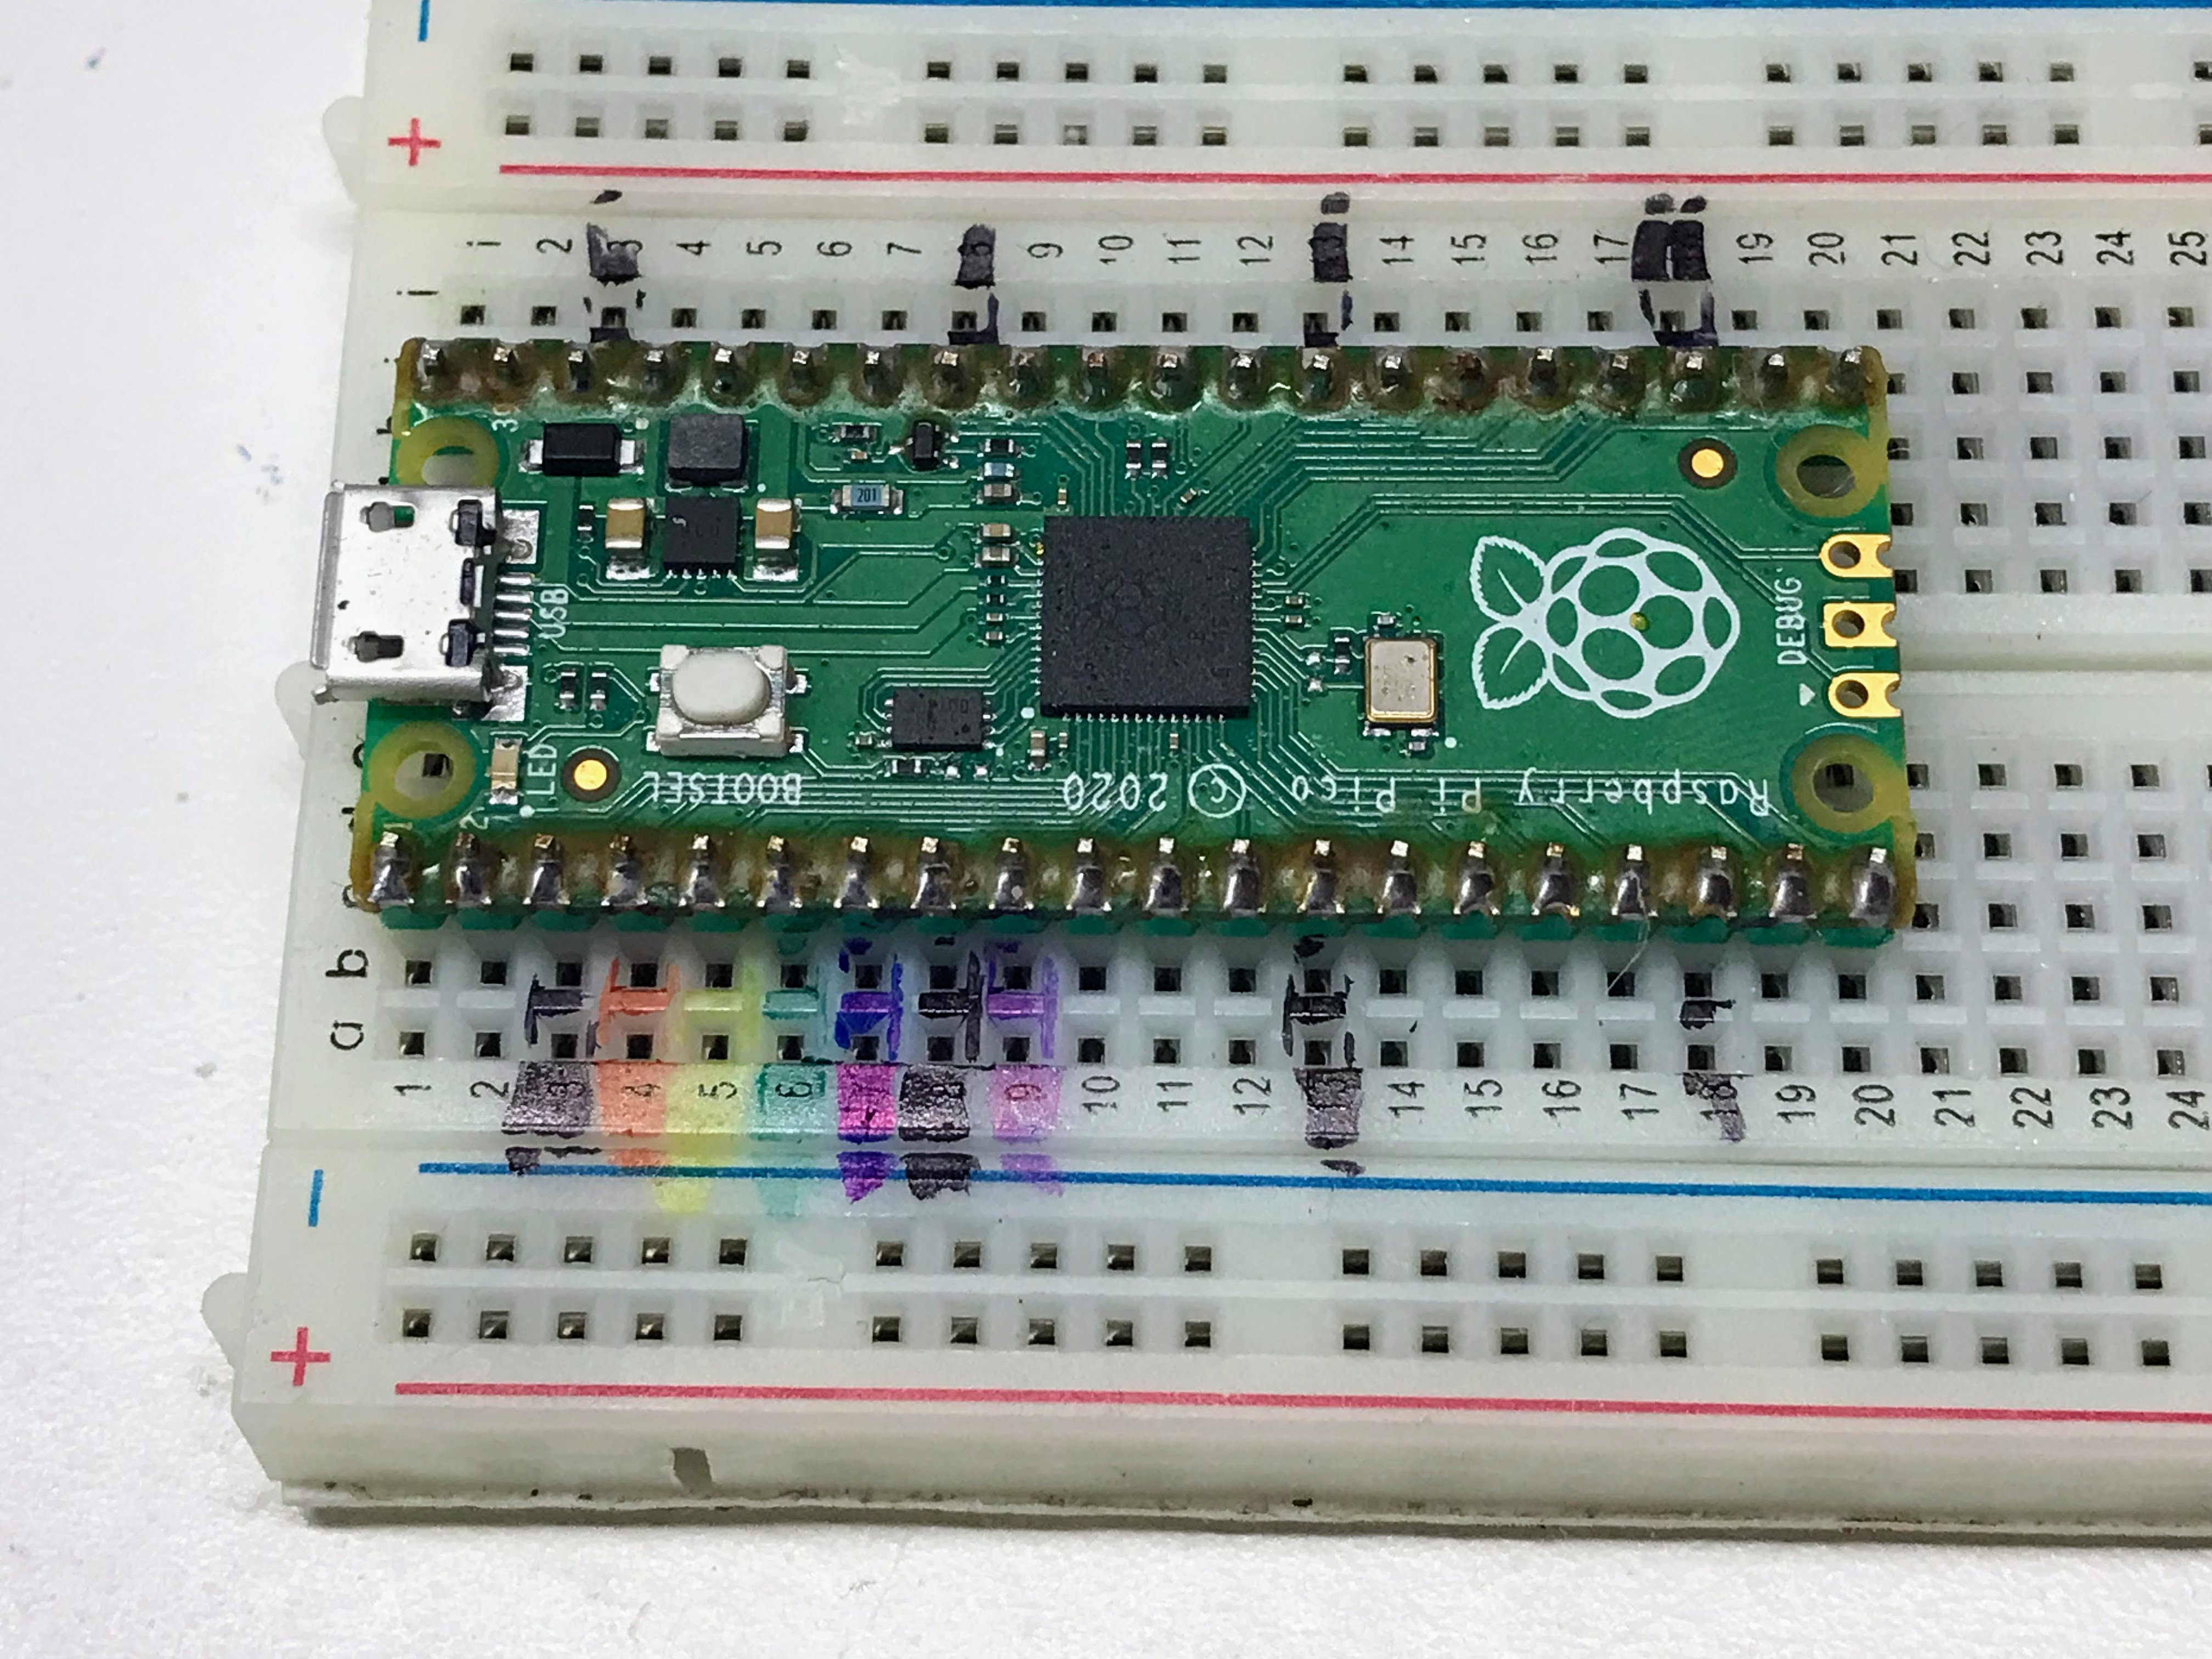 −
+
1 2 3 4 5 6 7 8 9 10 11 12 13 14 15 16 17 18 19 20 21 22 23 24 25
i
3
201
USB
DEBUG
LED
BOOTSEL
Raspberry Pi Pico © 2020
1 2
b
a
1 2 3 4 5 6 7 8 9 10 11 12 13 14 15 16 17 18 19 20 21 22 23 24
−
+